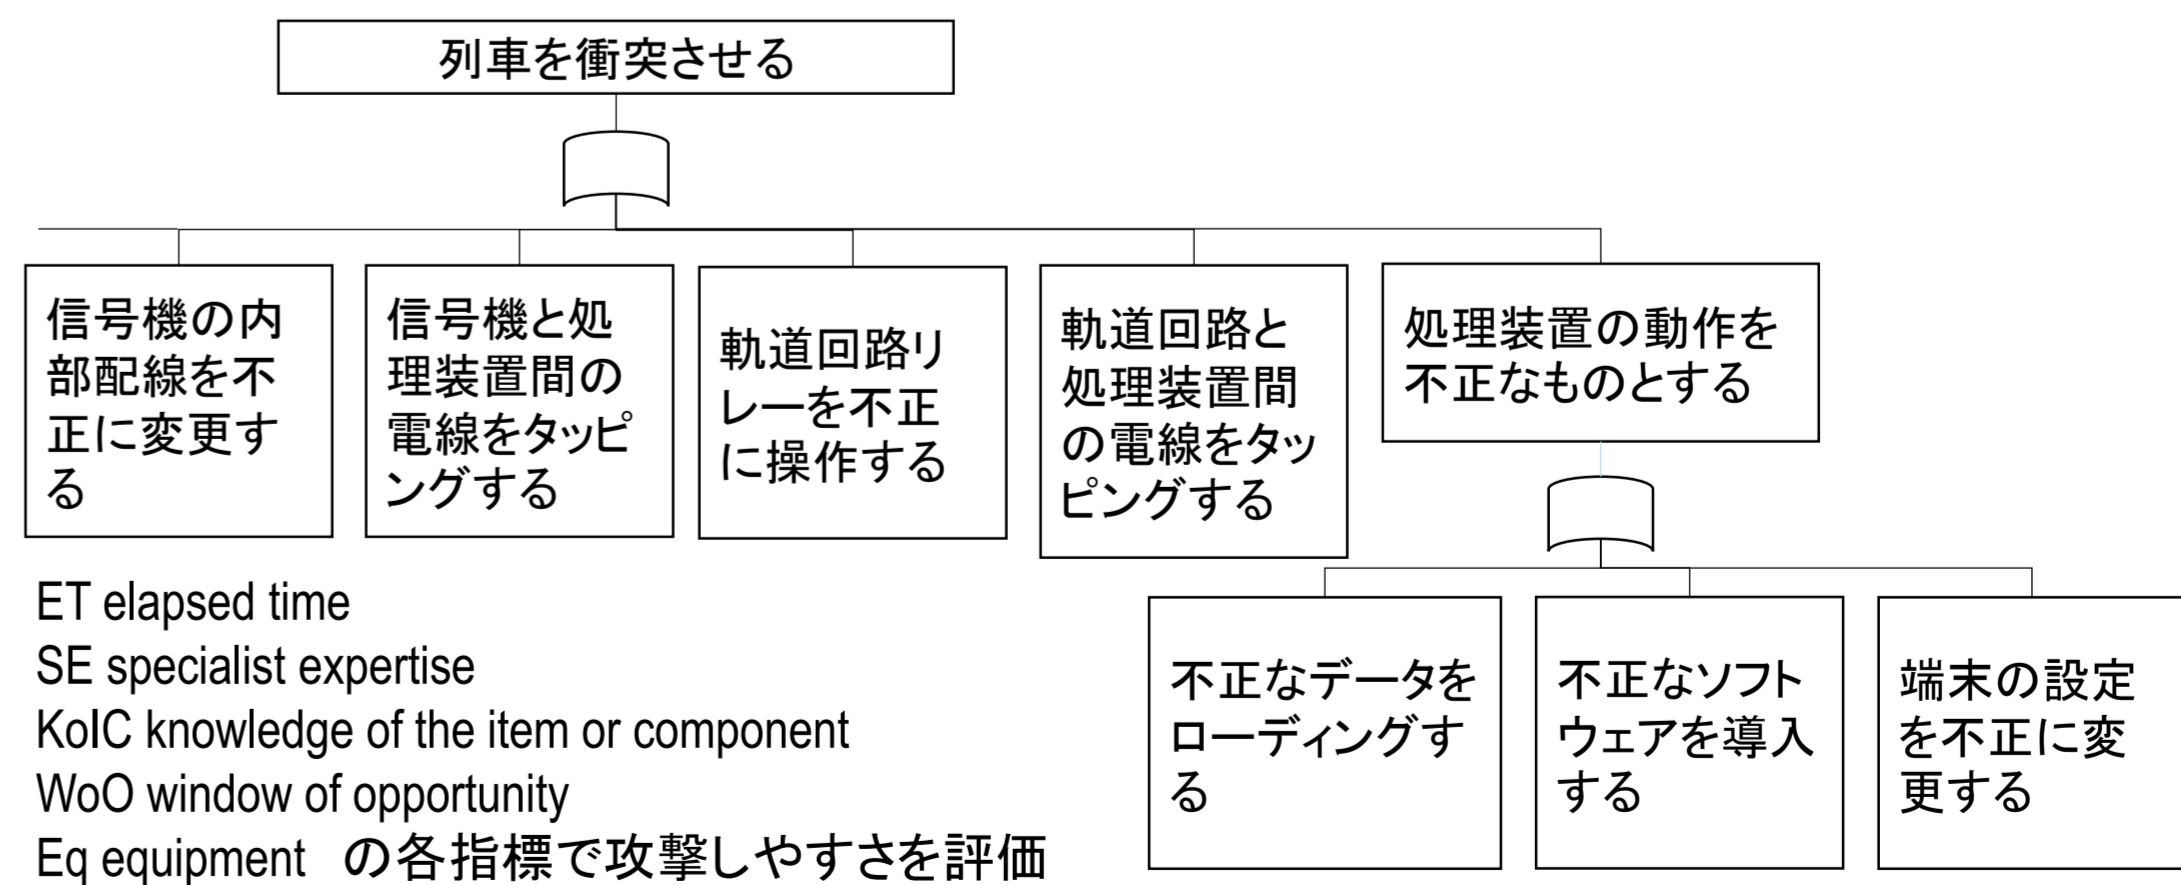 列車を衝突させる
信号機の内
部配線を不
正に変更す
る
信号機と処
理装置間の
電線をタッピ
ングする
軌道回路リ
レーを不正
に操作する
軌道回路と
処理装置間
の電線をタッ
ピングする
処理装置の動作を
不正なものとする
不正なデータを
ローディングす
る
不正なソフト
ウェアを導入
する
端末の設定
を不正に変
更する
ET elapsed time
SE specialist expertise
KoIC knowledge of the item or component
WoO window of opportunity
Eq equipment の各指標で攻撃しやすさを評価